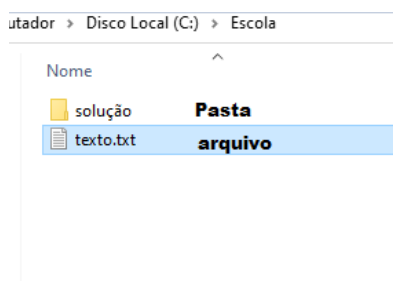 utador > Disco Local (C:) > Escola
Nome
solução Pasta
texto.txt arquivo